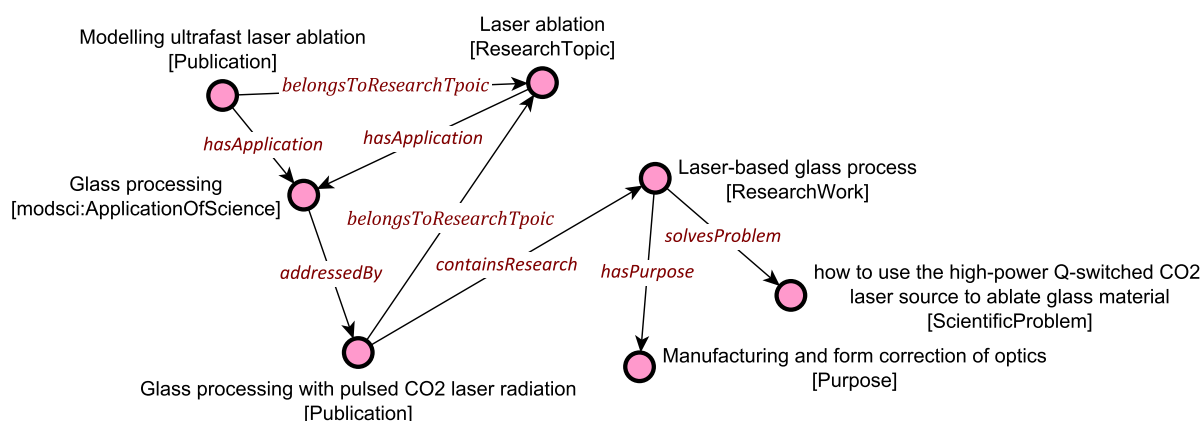 Modelling ultrafast laser ablation
[Publication]
Laser ablation
[ResearchTopic]
belongsToResearchTpoic
hasApplication
hasApplication
Glass processing
[modsci:ApplicationOfScience]
Laser-based glass process
[ResearchWork]
belongsToResearchTpoic
solvesProblem
addressedBy
containsResearch
hasPurpose
how to use the high-power Q-switched CO2
laser source to ablate glass material
[ScientificProblem]
Manufacturing and form correction of optics
[Purpose]
Glass processing with pulsed CO2 laser radiation
[Publication]